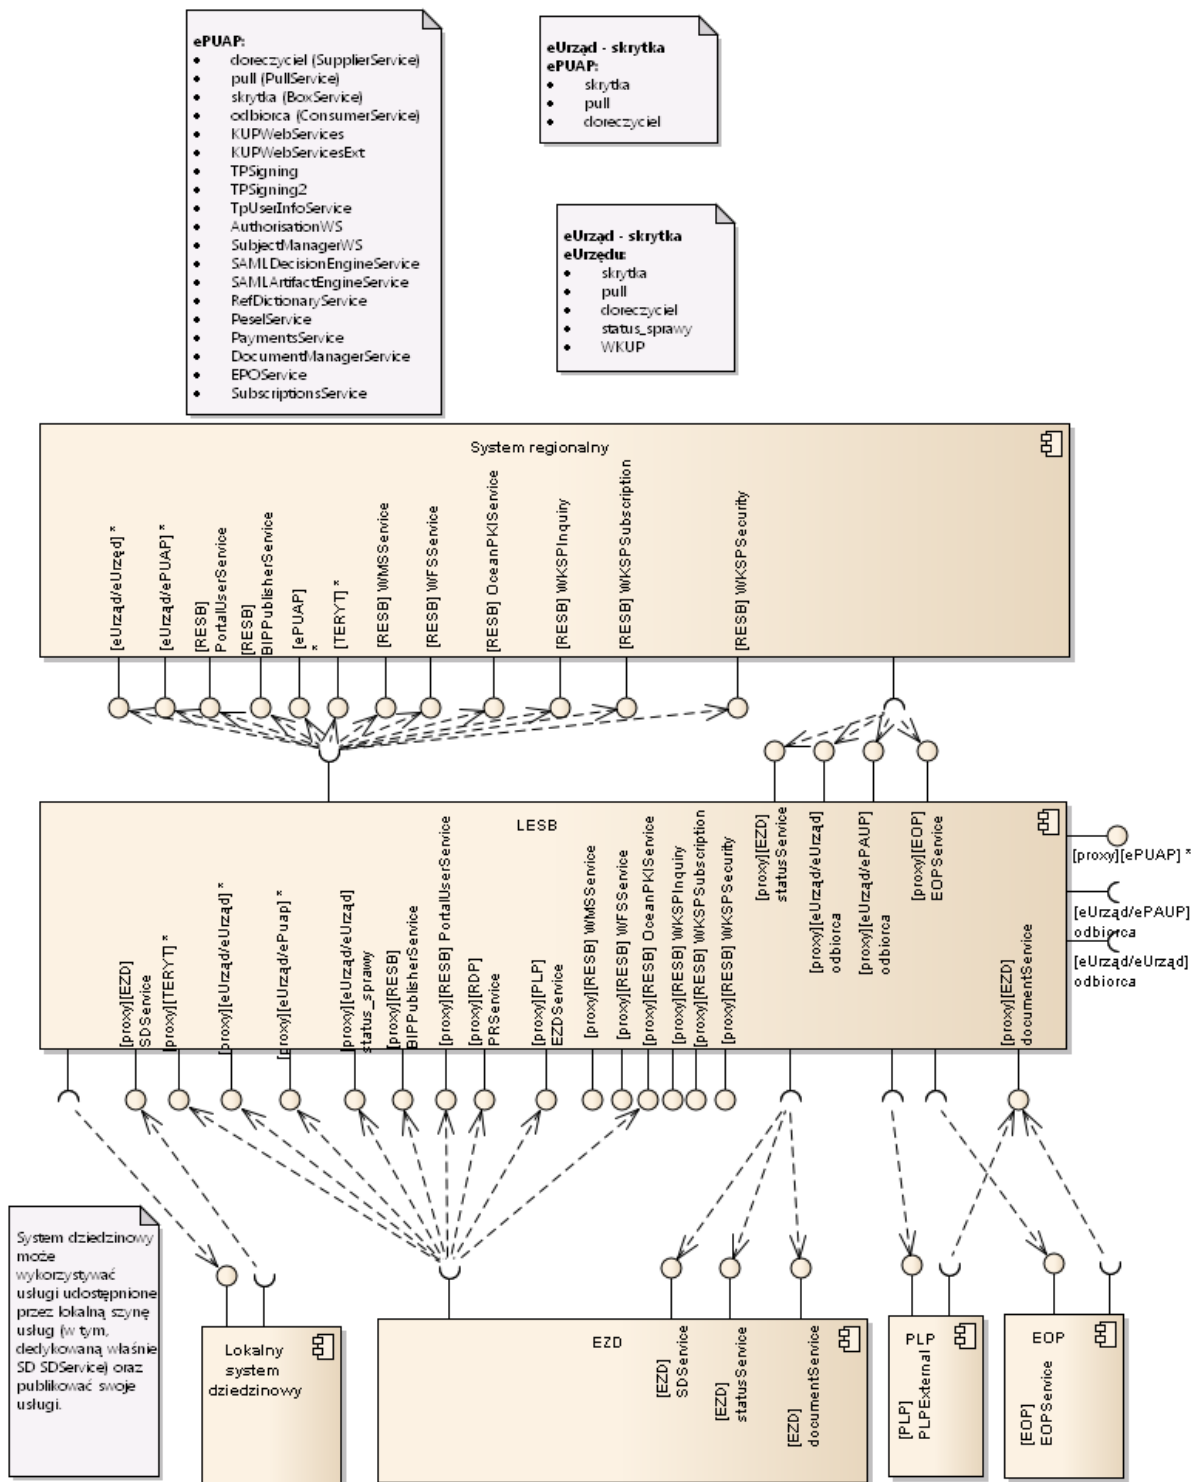 ePUAP:
• doreczyciel (SupplierService)
• pull (PullService)
• skrytka (BoxService)
• odbiorca (ConsumerService)
• KUPWebServices
• KUPWebServicesExt
• TPSigning
• TPSigning2
• TpUserInfoService
• AuthorisationWS
• SubjectManagerWS
• SAMLDecisionEngineService
• SAMLArtifactEngineService
• RefDictionaryService
• PeselService
• PaymentsService
• DocumentManagerService
• EPOService
• SubscriptionsService
eUrząd - skrytka
ePUAP:
• skrytka
• pull
• doreczyciel
eUrząd - skrytka
eUrzędu:
• skrytka
• pull
• doreczyciel
• status_sprawy
• WKUP
System regionalny
[eUrząd/eUrzęd] *
[eUrząd/ePUAP] *
[RESB]
PortalUserService
[RESB]
BIPPublisherService
[ePUAP]
*
[TERYT] *
[RESB] WMSService
[RESB] WFSService
[RESB] OceanPKIService
[RESB] WKSPInquiry
[RESB] WKSPSubscription
[RESB] WKSPSecurity
LESB
[proxy][EZD]
statusService
[proxy][eUrząd/eUrząd]
odbiorca
[proxy][eUrząd/ePAUP]
odbiorca
[proxy][EOP]
EOPService
[proxy][ePUAP] *
[eUrząd/ePAUP]
odbiorca
[eUrząd/eUrząd]
odbiorca
[proxy][EZD]
SDService
[proxy][TERYT] *
[proxy][eUrząd/eUrząd] *
[proxy][eUrząd/ePuap] *
[proxy][eUrząd/eUrząd]
status_sprawy
[proxy][RESB]
BIPPublisherService
[proxy][RESB] PortalUserService
[proxy][RDP]
PRService
[proxy][PLP]
EZDService
[proxy][RESB] WMSService
[proxy][RESB] WFSService
[proxy][RESB] OceanPKIService
[proxy][RESB] WKSPInquiry
[proxy][RESB] WKSPSubscription
[proxy][RESB] WKSPSecurity
[proxy][EZD]
documentService
System dziedzinowy
może
wykorzystywać
usługi udostępnione
przez lokalną szynę
usług (w tym,
dedykowaną właśnie
SD SDService) oraz
publikować swoje
usługi.
Lokalny
system
dziedzinowy
EZD
[EZD]
SDService
[EZD]
statusService
[EZD]
documentService
PLP
[PLP]
PLPExternal
EOP
[EOP]
EOPService